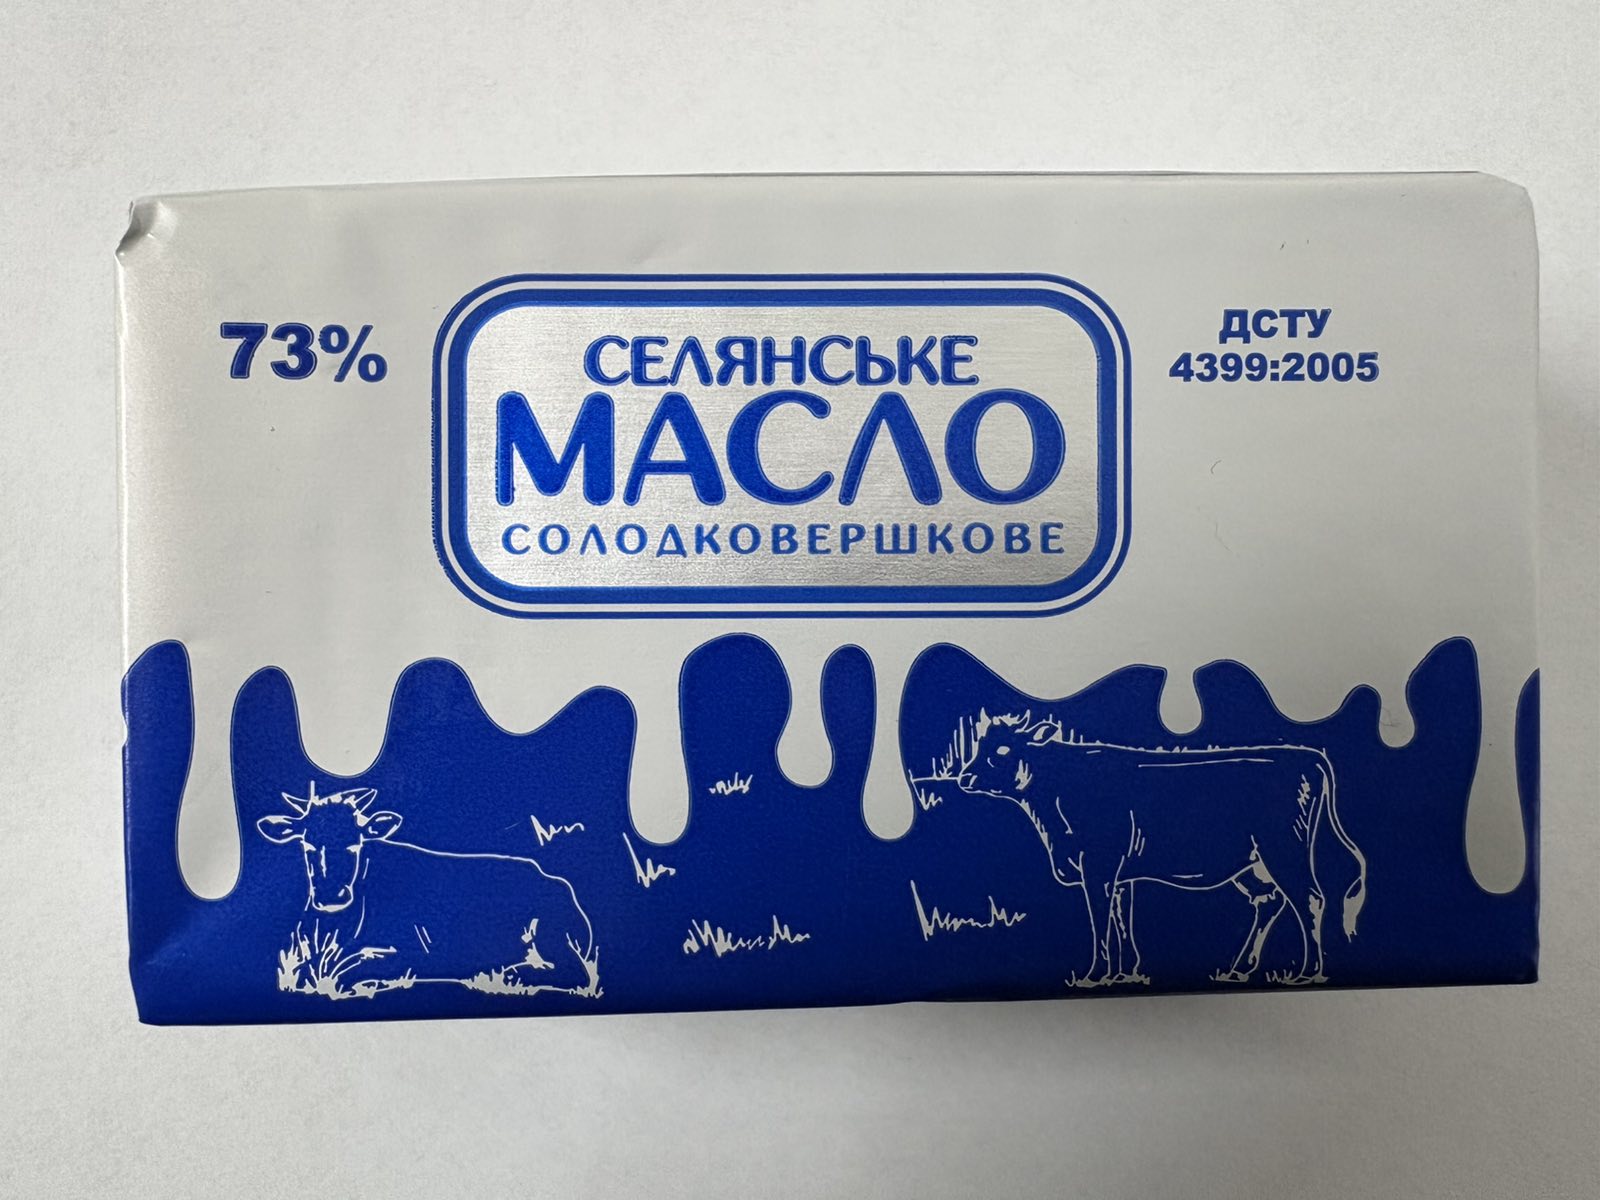 73%
СЕЛЯНСЬКЕ
МАСЛО
СОЛОДКОВЕРШКОВЕ
ДСТУ
4399:2005